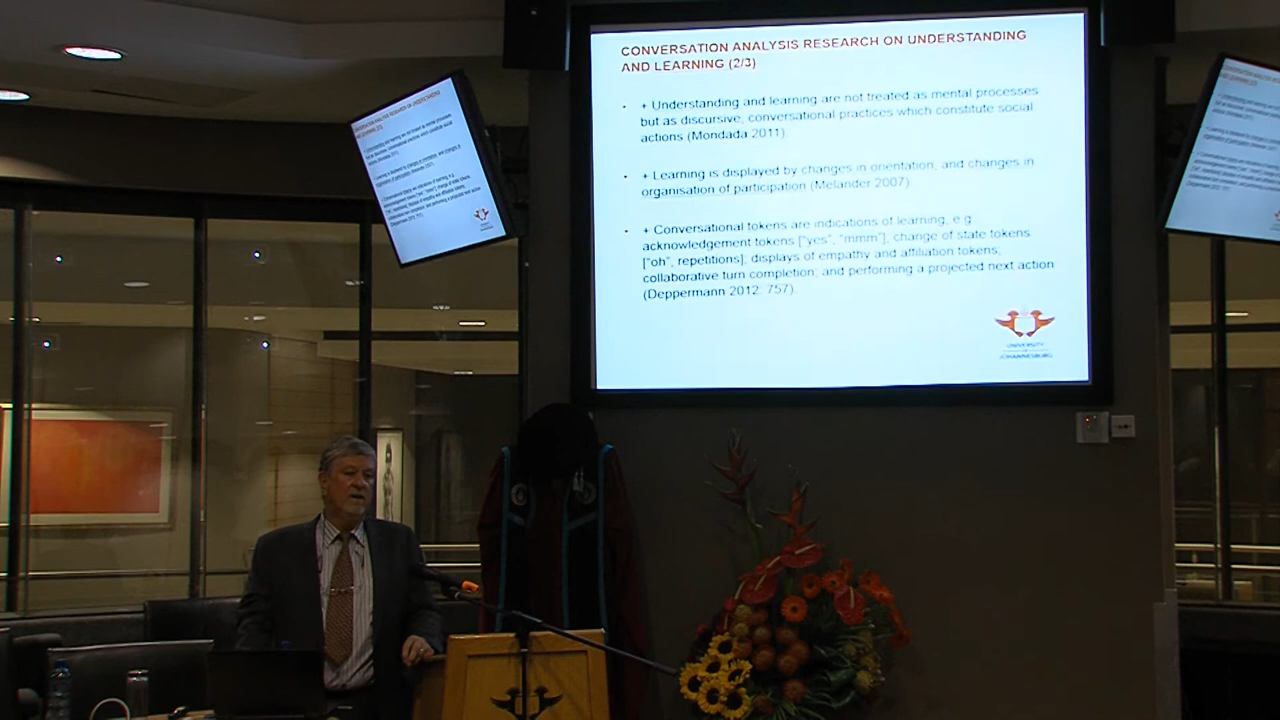 CONVERSATION ANALYSIS RESEARCH ON UNDERSTANDING
AND LEARNING (2/3)
· + Understanding and learning are not treated as mental processes
but as discursive, conversational practices which constitute social
actions (Mondada 2011).
· + Learning is displayed by changes in orientation, and changes in
organisation of participation (Melander 2007).
· + Conversational tokens are indications of learning, e.g.
acknowledgement tokens ["yes", "mmm"], change of state tokens
["oh", repetitions]; displays of empathy and affiliation tokens;
collaborative turn completion; and performing a projected next action
(Deppermann 2012: 757).
UNIVERSITY
OF
JOHANNESBURG